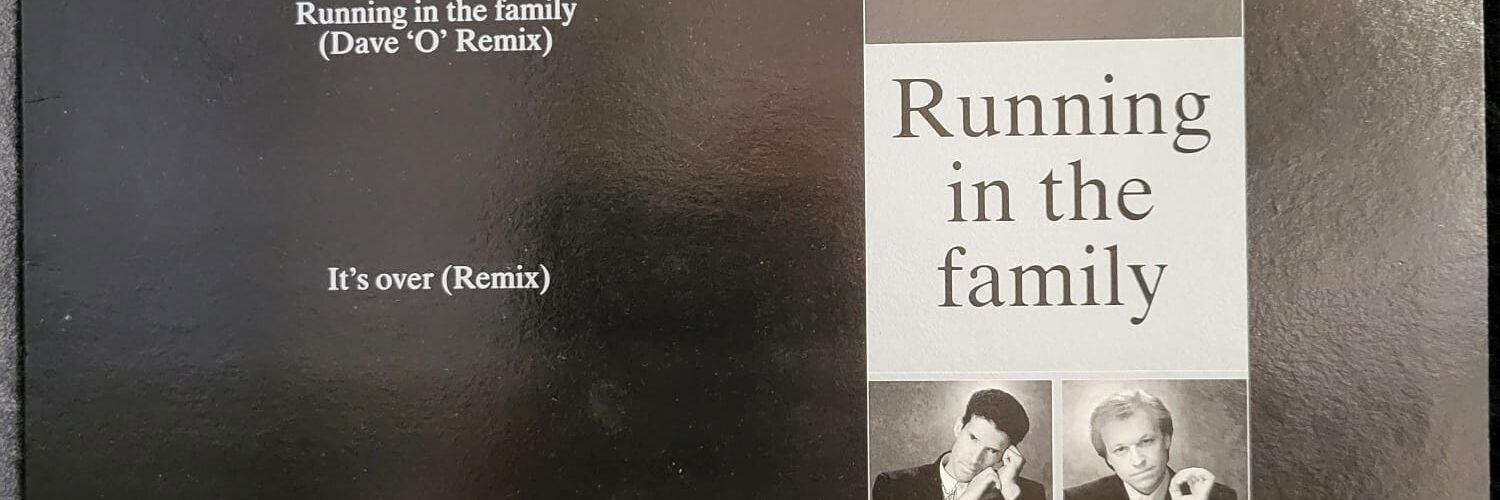 Running in the family
(Dave ‘O’ Remix)
It’s over (Remix)
Running
in the
family